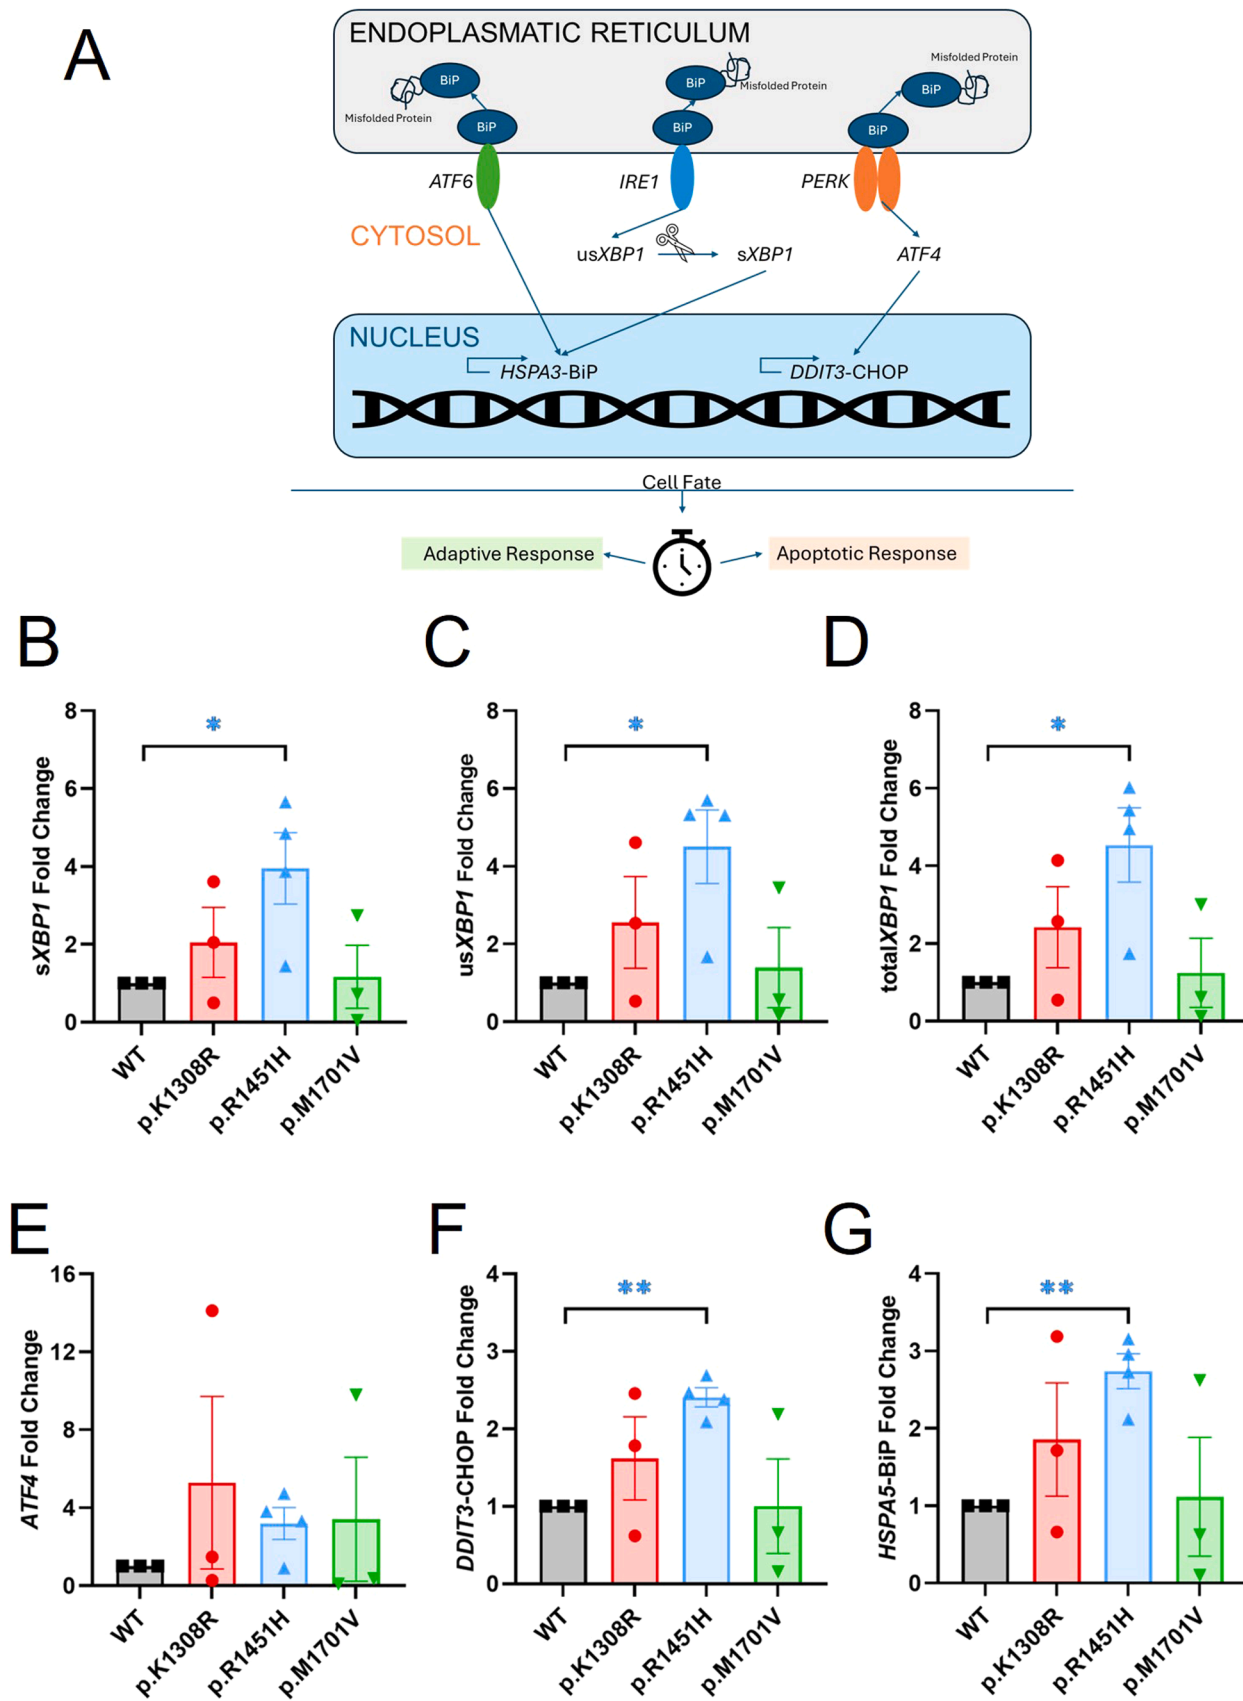 A
ENDOPLASMATIC RETICULUM
BiP
Misfolded Protein
BiP
BiP
Misfolded Protein
BiP
Misfolded Protein
BiP
BiP
ATF6
IRE1
PERK
CYTOSOL
usXBP1
sXBP1
ATF4
NUCLEUS
HSPA3-BiP
DDIT3-CHOP
Cell Fate
Adaptive Response
Apoptotic Response
B
sXBP1 Fold Change
8
6
4
2
0
*
WT
p.K1308R
p.R1451H
p.M1701V
C
usXBP1 Fold Change
8
6
4
2
0
*
WT
p.K1308R
p.R1451H
p.M1701V
D
totalXBP1 Fold Change
8
6
4
2
0
*
WT
p.K1308R
p.R1451H
p.M1701V
E
ATF4 Fold Change
16
12
8
4
0
WT
p.K1308R
p.R1451H
p.M1701V
F
DDIT3-CHOP Fold Change
4
3
2
1
0
**
WT
p.K1308R
p.R1451H
p.M1701V
G
HSPA5-BiP Fold Change
4
3
2
1
0
**
WT
p.K1308R
p.R1451H
p.M1701V